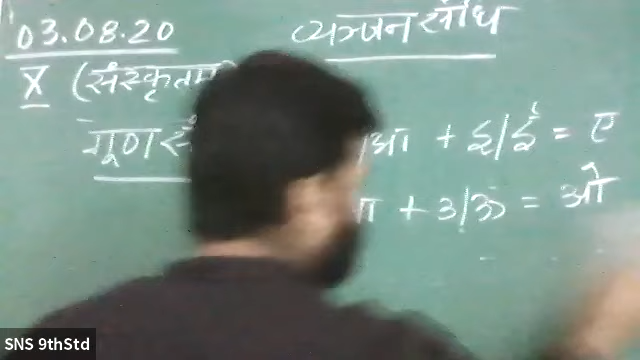 03.08.20 व्यञ्जन संधि
X (संस्कृतम्)
गुण
आ + इ/ई = ए
+ उ/ऊ = ओ
SNS 9thStd